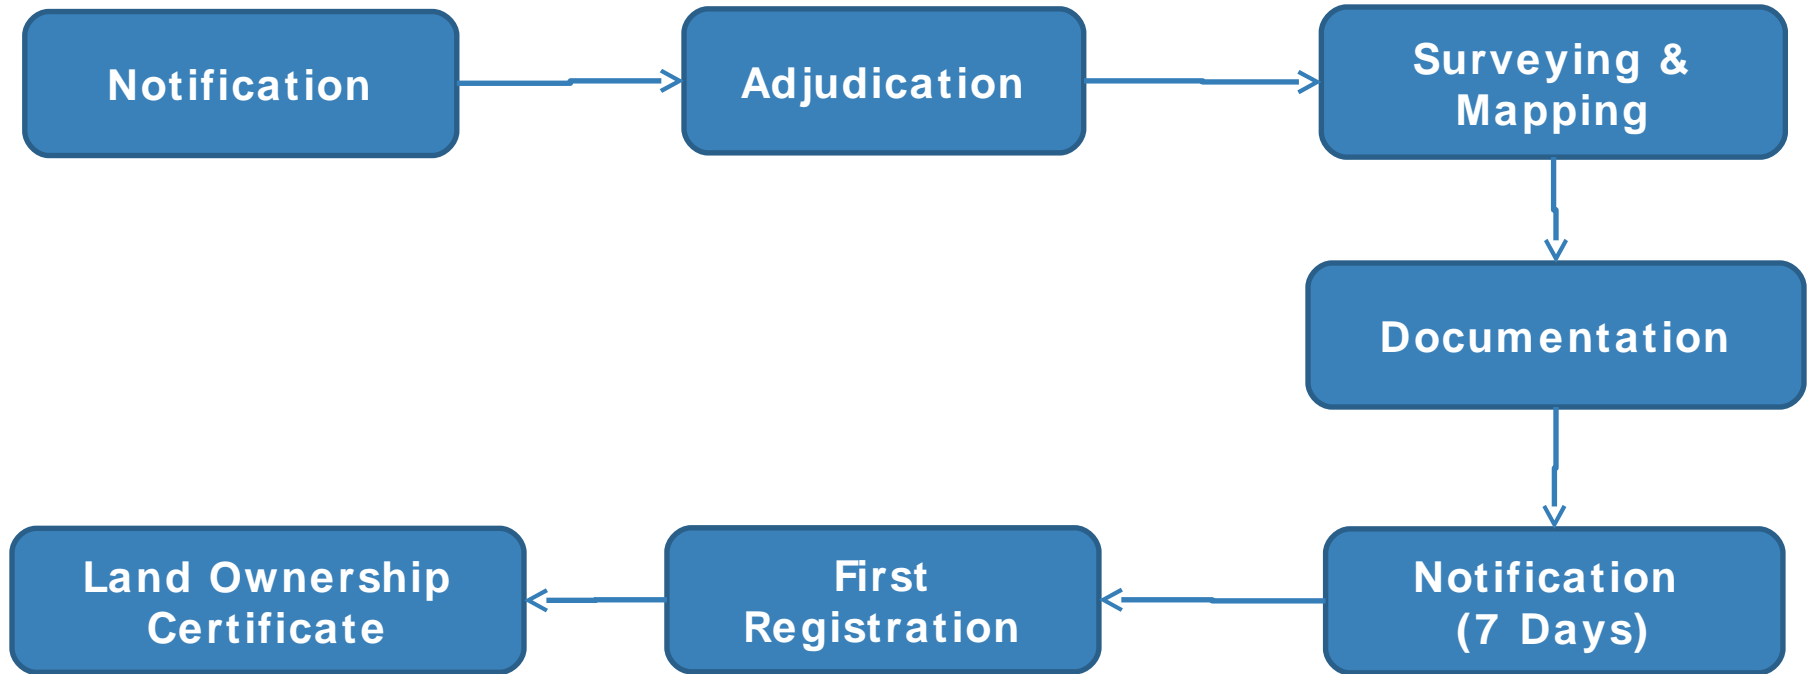 Notification
Adjudication
Surveying &
Mapping
Documentation
Notification
(7 Days)
First
Registration
Land Ownership
Certificate